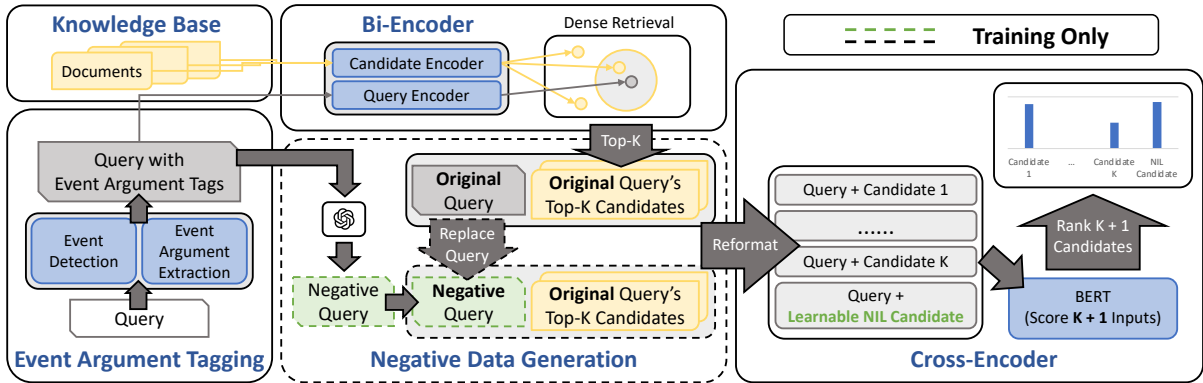 Knowledge Base
Documents
Bi-Encoder
Candidate Encoder
Query Encoder
Dense Retrieval
Training Only
Query with
Event Argument Tags
Event
Detection
Event
Argument
Extraction
Query
Event Argument Tagging
Top-K
Original
Query
Original Query's
Top-K Candidates
Replace
Query
Negative
Query
Negative
Query
Original Query's
Top-K Candidates
Negative Data Generation
Reformat
Query + Candidate 1
......
Query + Candidate K
Query +
Learnable NIL Candidate
Candidate
1
...
Candidate
K
NIL
Candidate
Rank K + 1
Candidates
BERT
(Score K + 1 Inputs)
Cross-Encoder